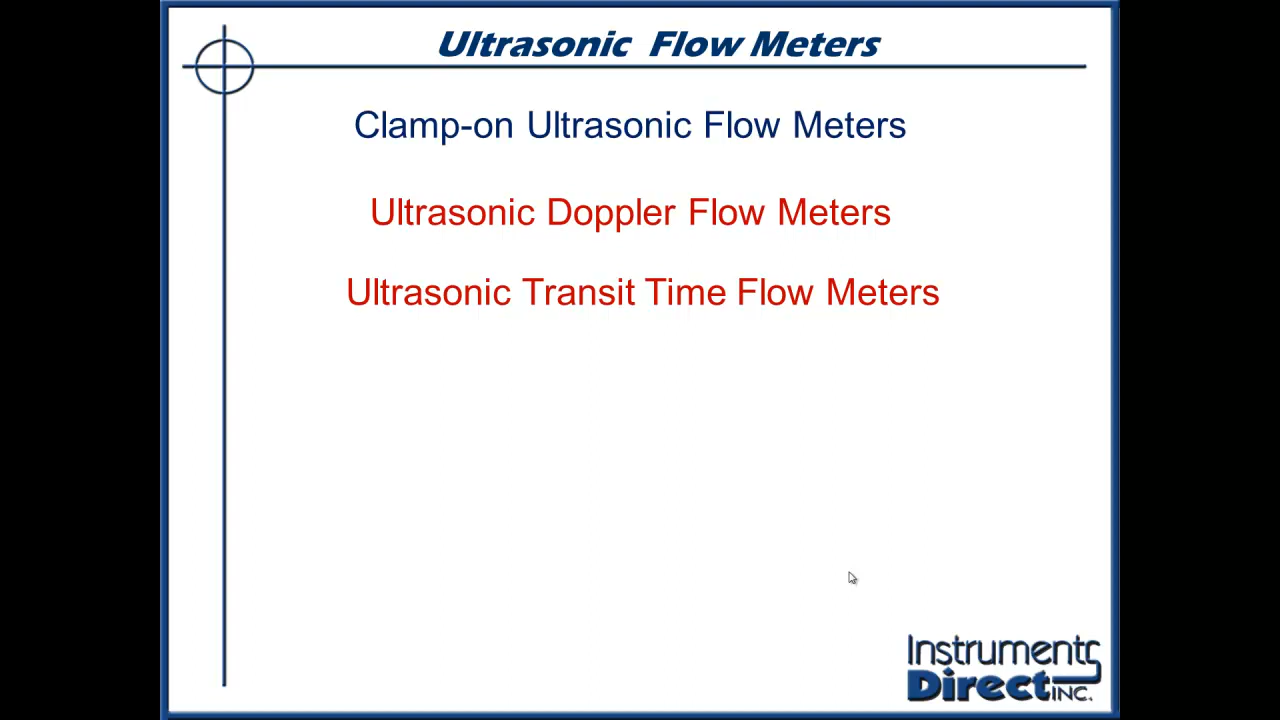 Ultrasonic Flow Meters
Clamp-on Ultrasonic Flow Meters
Ultrasonic Doppler Flow Meters
Ultrasonic Transit Time Flow Meters
Instruments
Direct INC.